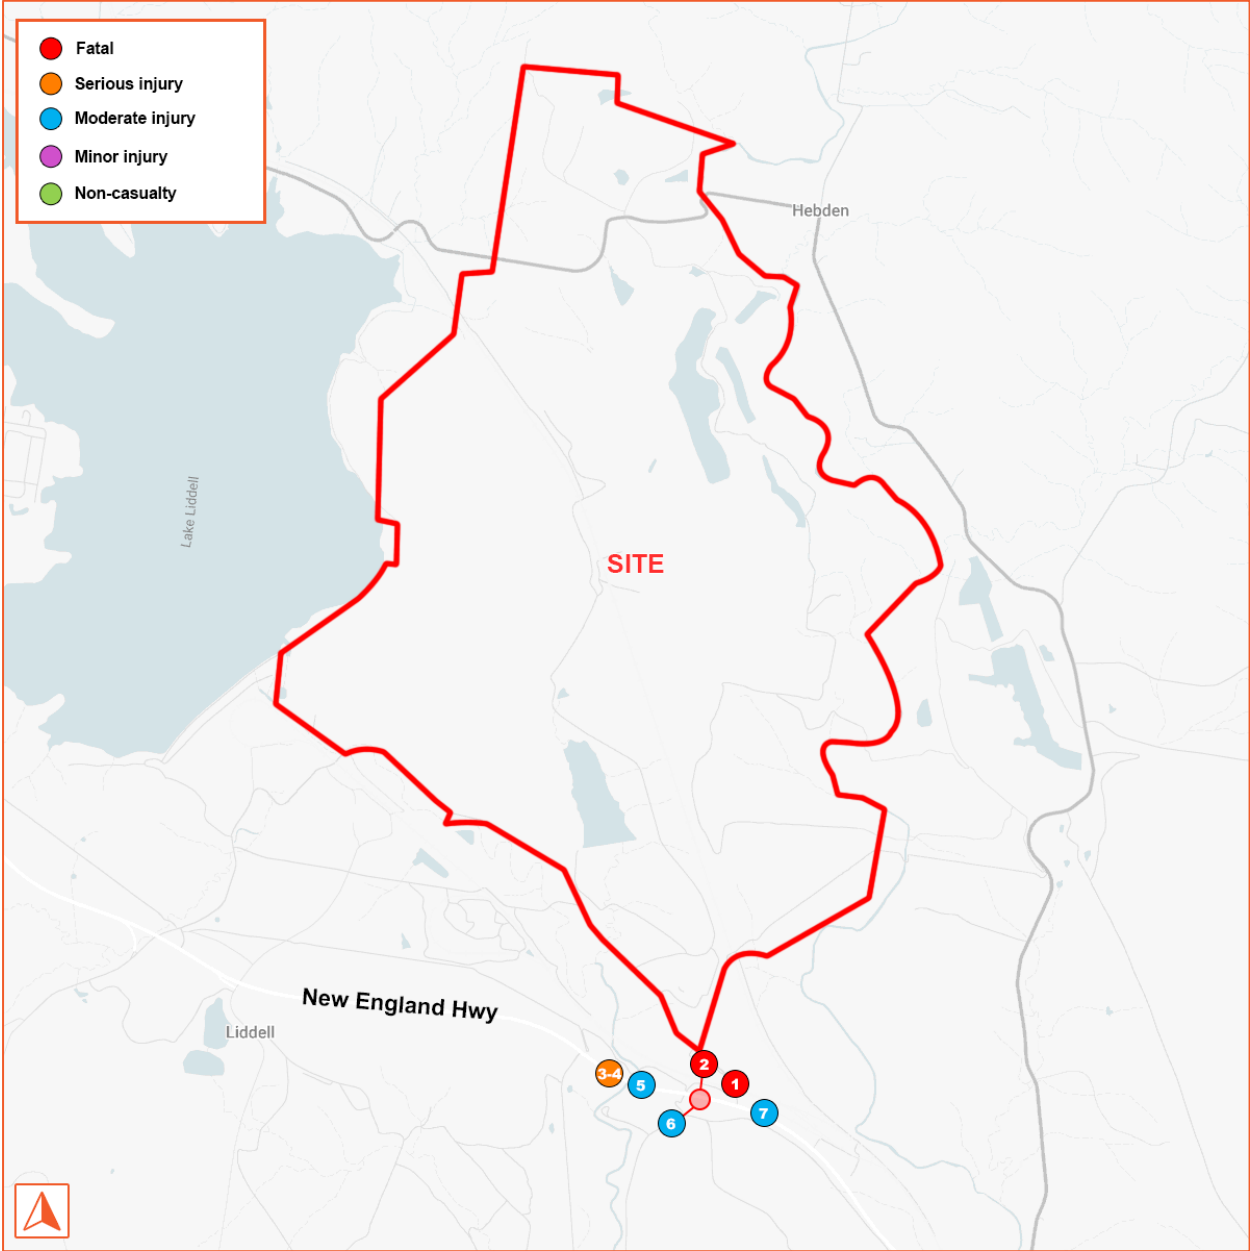 Fatal
Serious injury
Moderate injury
Minor injury
Non-casualty
Hebden
Lake Liddell
SITE
New England Hwy
Liddell
2
3-4
5
1
6
7